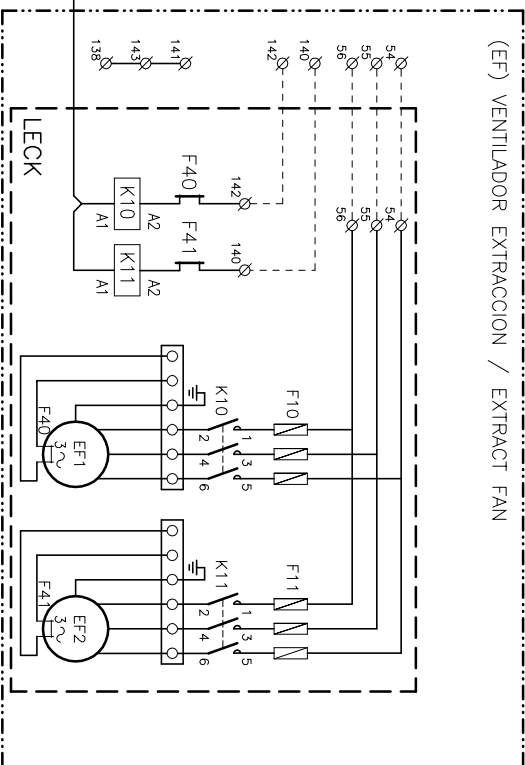 (EF) VENTILADOR EXTRACCION / EXTRACT FAN
54
55
56
140
142
141
143
138
54
55
56
LECK
142
140
F40
F41
K10
K11
A2
A1
A2
A1
F10
F11
K10
1
3
5
2
4
6
K11
1
3
5
2
4
6
F40
EF1
3
F41
EF2
3